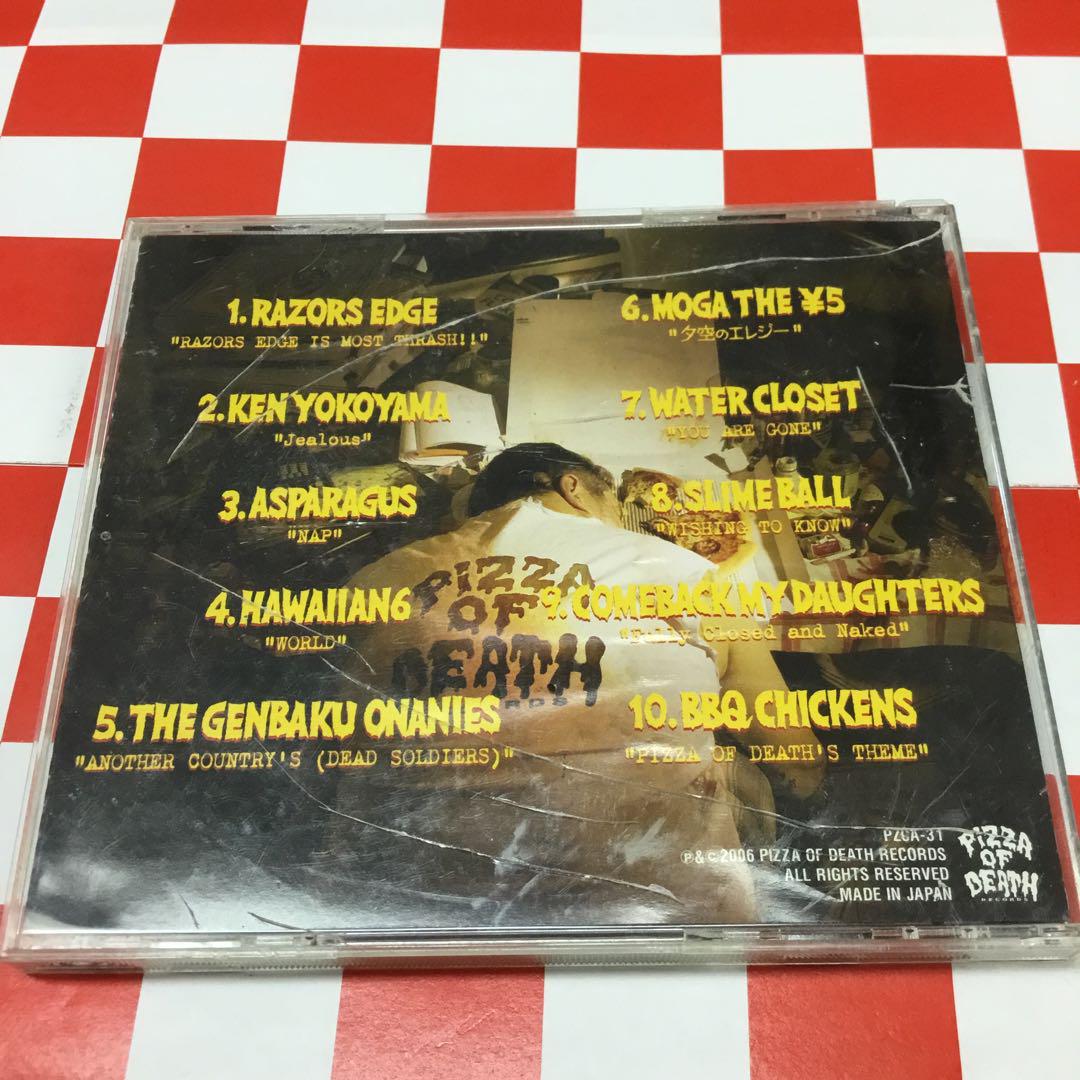 1. RAZORS EDGE
"RAZORS EDGE IS MOST THRASH!!"
2. KEN YOKOYAMA
"Jealous"
3. ASPARAGUS
"NAP"
4. HAWAIIAN6
"WORLD"
5. THE GENBAKU ONANIES
"ANOTHER COUNTRY'S (DEAD SOLDIERS)"
6. MOGA THE ¥5
"夕空のエレジー"
7. WATER CLOSET
"YOU ARE GONE"
8. SLIME BALL
"WISHING TO KNOW"
9. COMEBACK MY DAUGHTERS
"Fully Closed and Naked"
10. BBQ CHICKENS
"PIZZA OF DEATH'S THEME"
PIZZA
OF
DEATH
PZCA-31
℗ & © 2006 PIZZA OF DEATH RECORDS
ALL RIGHTS RESERVED
MADE IN JAPAN
PIZZA
OF
DEATH
RECORDS